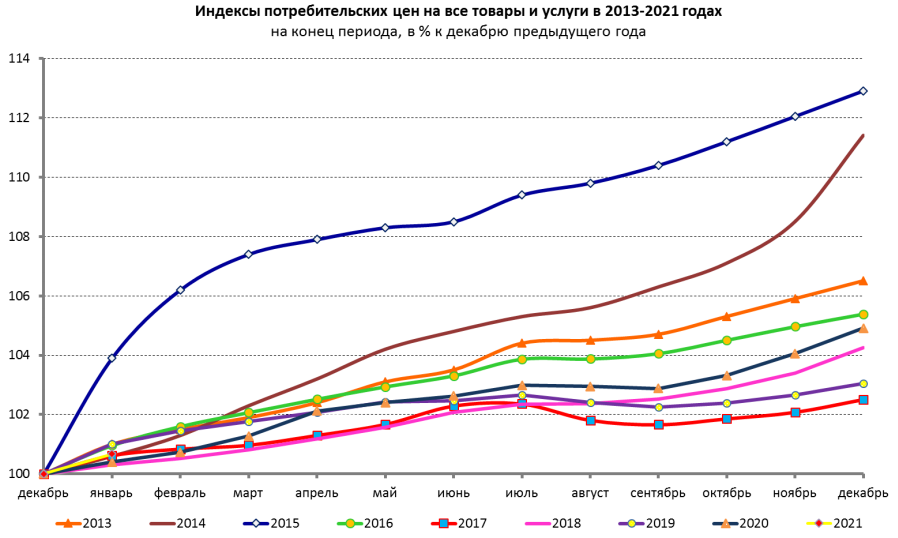 Индексы потребительских цен на все товары и услуги в 2013-2021 годах
на конец периода, в % к декабрю предыдущего года
114
112
110
108
106
104
102
100
декабрь январь февраль март апрель май июнь июль август сентябрь октябрь ноябрь декабрь
2013 2014 2015 2016 2017 2018 2019 2020 2021